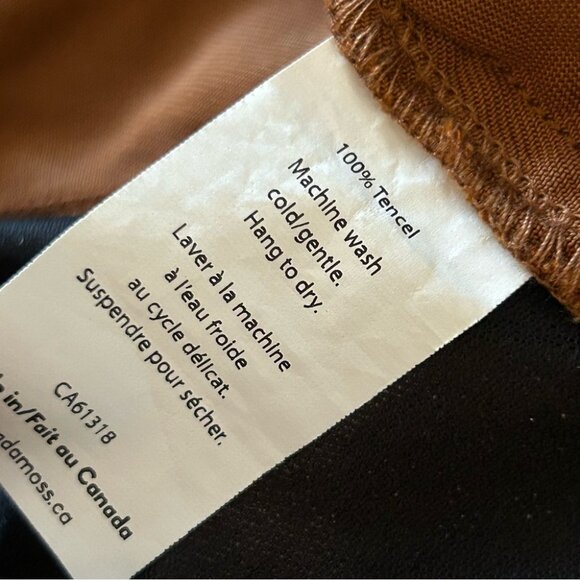 100% Tencel
Machine wash
cold/gentle.
Hang to dry.
Laver à la machine
à l'eau froide
au cycle délicat.
Suspendre pour sécher.
CA61318
in/Fait au Canada